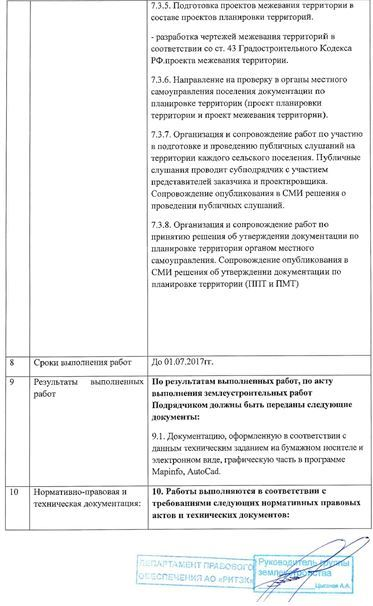 7.3.5. Подготовка проектов межевания территории в
составе проектов планировки территорий.
- разработка чертежей межевания территорий в
соответствии со ст. 43 Градостроительного Кодекса
РФ.проекта межевания территории.
7.3.6. Направление на проверку в органы местного
самоуправления поселения документации по
планировке территории (проект планировки
территории и проект межевания территории).
7.3.7. Организация и сопровождение работ по участию
в подготовке и проведению публичных слушаний на
территории каждого сельского поселения. Публичные
слушания проводит субподрядчик с участием
представителей заказчика и проектировщика.
Сопровождение опубликования в СМИ решения о
проведении публичных слушаний.
7.3.8. Организация и сопровождение работ по
принятию решения об утверждении документации по
планировке территории органом местного
самоуправления. Сопровождение опубликования в
СМИ решения об утверждении документации по
планировке территории (ППТ и ПМТ)
8 Сроки выполнения работ До 01.07.2017гг.
9 Результаты выполненных По результатам выполненных работ, по акту
работ выполнения землеустроительных работ
Подрядчиком должны быть переданы следующие
документы:
9.1. Документацию, оформленную в соответствии с
данным техническим заданием на бумажном носителе и
электронном виде, графическую часть в программе
Mapinfo, AutoCad.
10 Нормативно-правовая и 10. Работы выполняются в соответствии с
техническая документация: требованиями следующих нормативных правовых
актов и технических документов:
ДЕПАРТАМЕНТ ПРАВОВОГО
ОБЕСПЕЧЕНИЯ АО «РИТЭК»
Руководитель группы
землеустройства